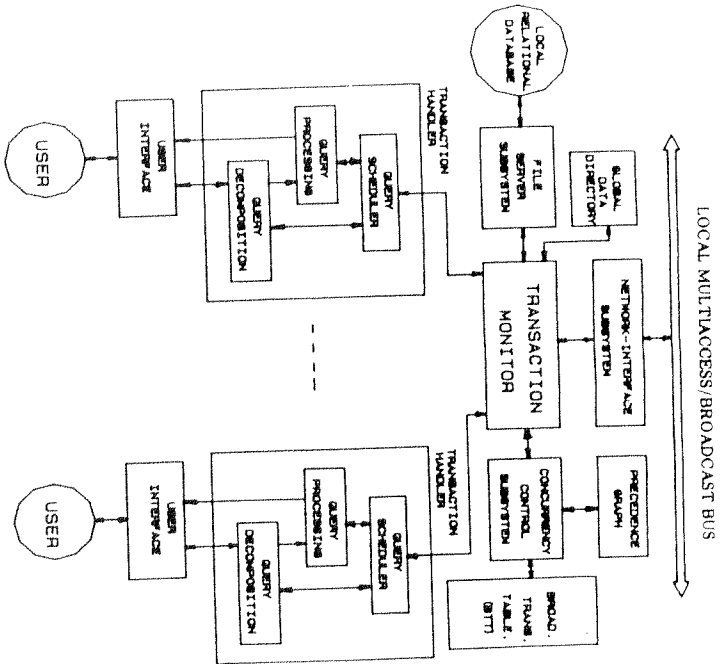 LOCAL MULTIACCESS/BROADCAST BUS
LOCAL
RELATIONAL
DATABASE
FILE
SERVER
SUBSYSTEM
GLOBAL
DATA
DIRECTORY
NETWORK-INTERFACE
SUBSYSTEM
PRECEDENCE
GRAPH
TRANSACTION
MONITOR
CONCURRENCY
CONTROL
SUBSYSTEM
BROAD.
TRANS.
TABLE.
(BTT)
TRANSACTION
HANDLER
QUERY
SCHEDULER
QUERY
PROCESSING
QUERY
DECOMPOSITION
USER
INTERFACE
USER
TRANSACTION
HANDLER
QUERY
SCHEDULER
QUERY
PROCESSING
QUERY
DECOMPOSITION
USER
INTERFACE
USER